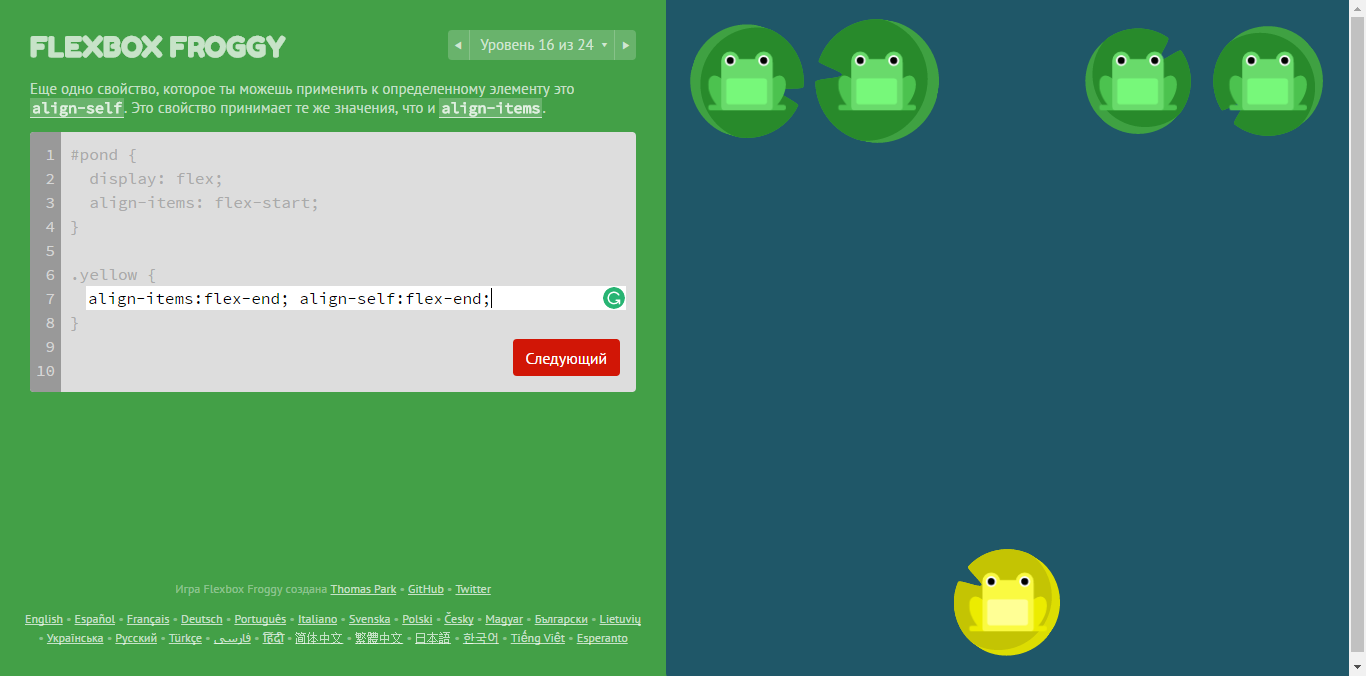 FLEXBOX FROGGY
◄ Уровень 16 из 24 ▾ ►
Еще одно свойство, которое ты можешь применить к определенному элементу это
align-self. Это свойство принимает те же значения, что и align-items.
1 #pond {
2 display: flex;
3 align-items: flex-start;
4 }
5
6 .yellow {
7 align-items:flex-end; align-self:flex-end;
8 }
9
10
Следующий
Игра Flexbox Froggy создана Thomas Park • GitHub • Twitter
English • Español • Français • Deutsch • Português • Italiano • Svenska • Polski • Česky • Magyar • Български • Lietuvių
• Українська • Русский • Türkçe • فارسی • हिंदी • 简体中文 • 繁體中文 • 日本語 • 한국어 • Tiếng Việt • Esperanto